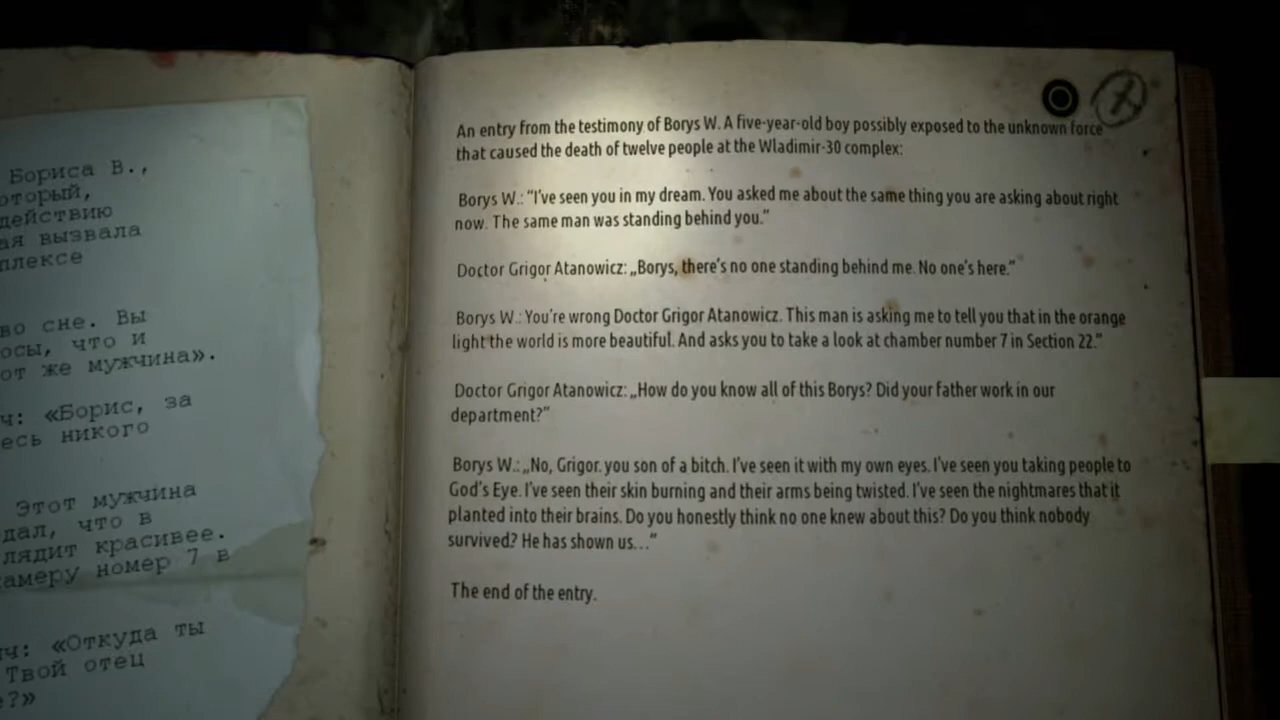 Бориса В.,
оторый,
действию
ая вызвала
плексе
во сне. Вы
осы, что и
от же мужчина».
ч: «Борис, за
есь никого
Этот мужчина
дал, что в
лядит красивее.
амеру номер 7 в
ич: «Откуда ты
Твой отец
е?»
An entry from the testimony of Borys W. A five-year-old boy possibly exposed to the unknown force
that caused the death of twelve people at the Wladimir-30 complex:
Borys W.: “I've seen you in my dream. You asked me about the same thing you are asking about right
now. The same man was standing behind you.”
Doctor Grigor Atanowicz: „Borys, there's no one standing behind me. No one's here.”
Borys W.: You're wrong Doctor Grigor Atanowicz. This man is asking me to tell you that in the orange
light the world is more beautiful. And asks you to take a look at chamber number 7 in Section 22.”
Doctor Grigor Atanowicz: „How do you know all of this Borys? Did your father work in our
department?”
Borys W.: „No, Grigor. you son of a bitch. I've seen it with my own eyes. I've seen you taking people to
God's Eye. I've seen their skin burning and their arms being twisted. I've seen the nightmares that it
planted into their brains. Do you honestly think no one knew about this? Do you think nobody
survived? He has shown us...”
The end of the entry.